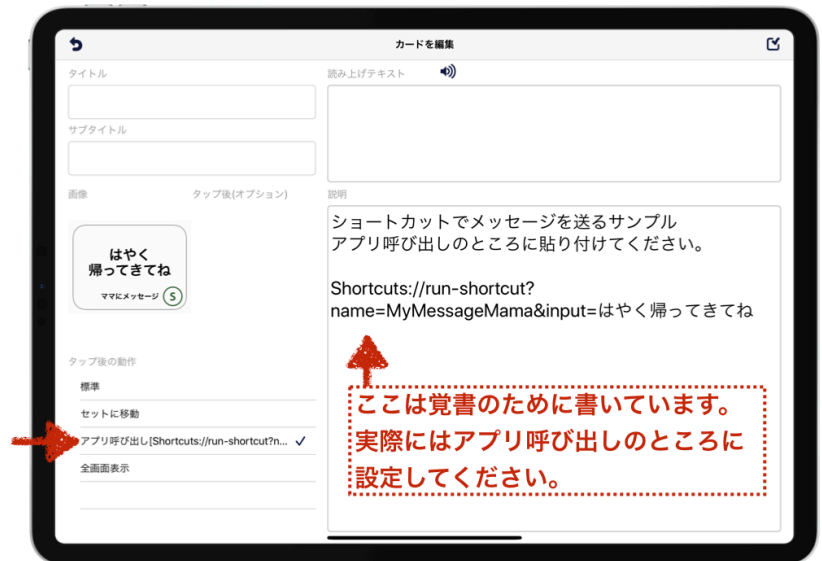 カードを編集
タイトル
読み上げテキスト
サブタイトル
画像
タップ後(オプション)
説明
はやく
帰ってきてね
ママにメッセージ
S
ショートカットでメッセージを送るサンプル
アプリ呼び出しのところに貼り付けてください。
Shortcuts://run-shortcut?
name=MyMessageMama&input=はやく帰ってきてね
タップ後の動作
標準
セットに移動
アプリ呼び出し[Shortcuts://run-shortcut?n...
全画面表示
ここは覚書のために書いています。
実際にはアプリ呼び出しのところに
設定してください。